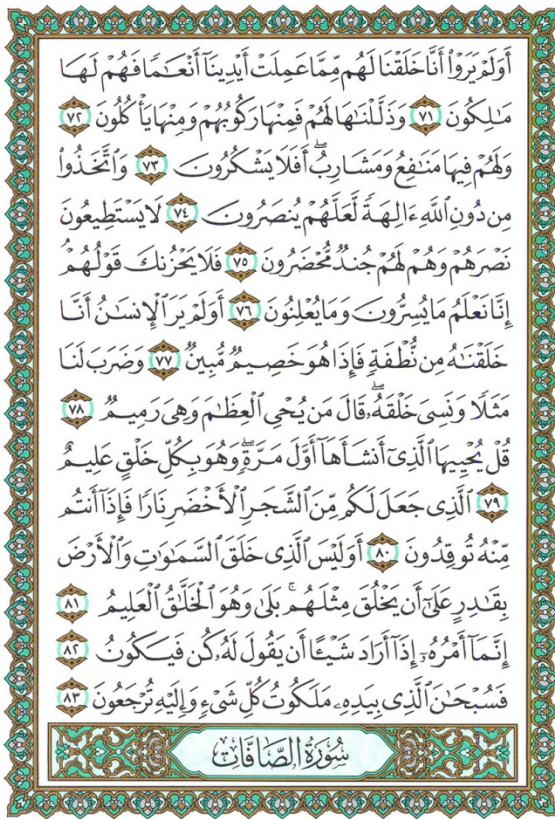 أَوَلَمْ يَرَوْا۟ أَنَّا خَلَقْنَا لَهُم مِّمَّا عَمِلَتْ أَيْدِينَآ أَنْعَٰمًا فَهُمْ لَهَا
مَٰلِكُونَ ٧١ وَذَلَّلْنَٰهَا لَهُمْ فَمِنْهَا رَكُوبُهُمْ وَمِنْهَا يَأْكُلُونَ ٧٢
وَلَهُمْ فِيهَا مَنَٰفِعُ وَمَشَارِبُ ۖ أَفَلَا يَشْكُرُونَ ٧٣ وَٱتَّخَذُوا۟
مِن دُونِ ٱللَّهِ ءَالِهَةً لَّعَلَّهُمْ يُنصَرُونَ ٧٤ لَا يَسْتَطِيعُونَ
نَصْرَهُمْ وَهُمْ لَهُمْ جُندٌ مُّحْضَرُونَ ٧٥ فَلَا يَحْزُنكَ قَوْلُهُمْ ۘ
إِنَّا نَعْلَمُ مَا يُسِرُّونَ وَمَا يُعْلِنُونَ ٧٦ أَوَلَمْ يَرَ ٱلْإِنسَٰنُ أَنَّا
خَلَقْنَٰهُ مِن نُّطْفَةٍ فَإِذَا هُوَ خَصِيمٌ مُّبِينٌ ٧٧ وَضَرَبَ لَنَا
مَثَلًا وَنَسِىَ خَلْقَهُۥ ۖ قَالَ مَن يُحْىِ ٱلْعِظَٰمَ وَهِىَ رَمِيمٌ ٧٨
قُلْ يُحْيِيهَا ٱلَّذِىٓ أَنشَأَهَآ أَوَّلَ مَرَّةٍ ۖ وَهُوَ بِكُلِّ خَلْقٍ عَلِيمٌ
٧٩ ٱلَّذِى جَعَلَ لَكُم مِّنَ ٱلشَّجَرِ ٱلْأَخْضَرِ نَارًا فَإِذَآ أَنتُم
مِّنْهُ تُوقِدُونَ ٨٠ أَوَلَيْسَ ٱلَّذِى خَلَقَ ٱلسَّمَٰوَٰتِ وَٱلْأَرْضَ
بِقَٰدِرٍ عَلَىٰٓ أَن يَخْلُقَ مِثْلَهُم ۚ بَلَىٰ وَهُوَ ٱلْخَلَّٰقُ ٱلْعَلِيمُ ٨١
إِنَّمَآ أَمْرُهُۥٓ إِذَآ أَرَادَ شَيْـًٔا أَن يَقُولَ لَهُۥ كُن فَيَكُونُ ٨٢
فَسُبْحَٰنَ ٱلَّذِى بِيَدِهِۦ مَلَكُوتُ كُلِّ شَىْءٍ وَإِلَيْهِ تُرْجَعُونَ ٨٣
سُورَةُ الصَّافَّاتِ